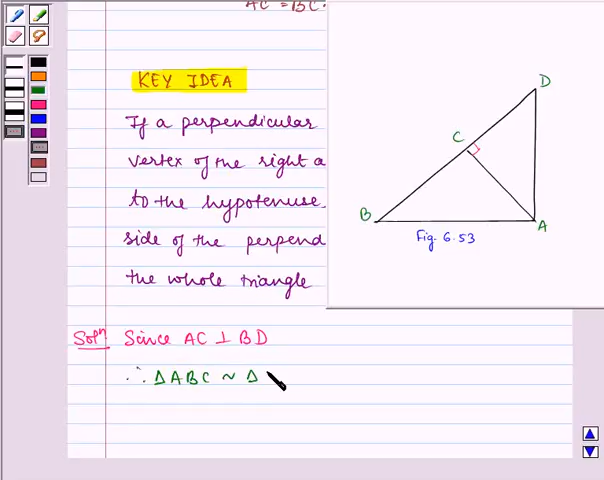 AC = BC.
KEY IDEA
If a perpendicular
vertex of the right a
to the hypotenuse
side of the perpend
the whole triangle
D
C
B
A
Fig. 6.53
Solⁿ Since AC ⊥ BD
∴ Δ ABC ~ Δ